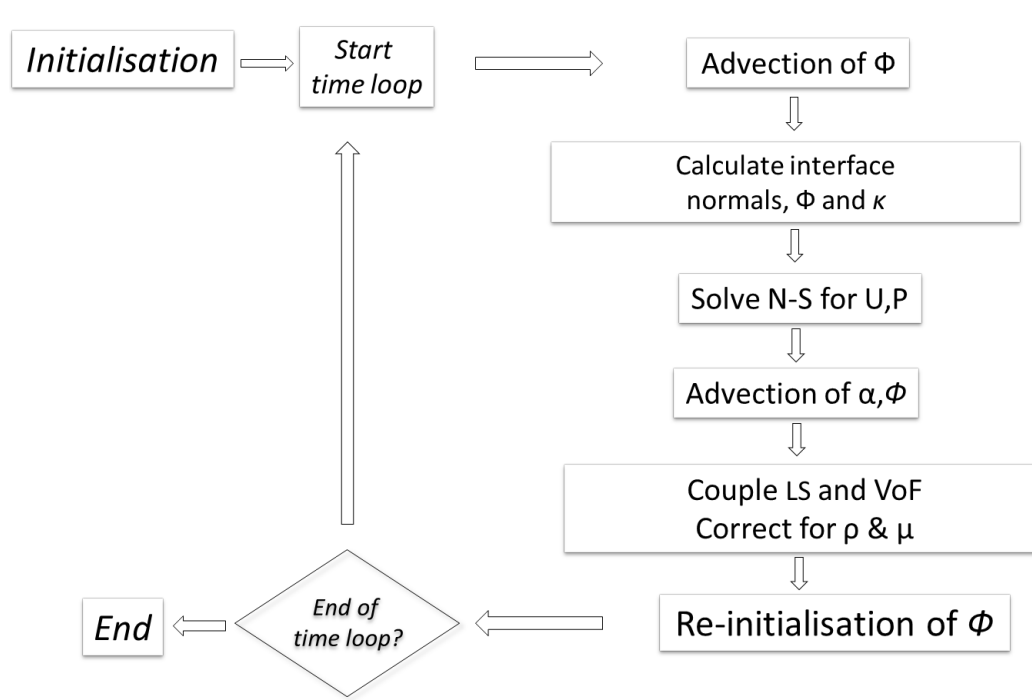 Initialisation
Start
time loop
Advection of Φ
Calculate interface
normals, Φ and κ
Solve N-S for U,P
Advection of α,Φ
Couple LS and VoF
Correct for ρ & μ
Re-initialisation of Φ
End of
time loop?
End